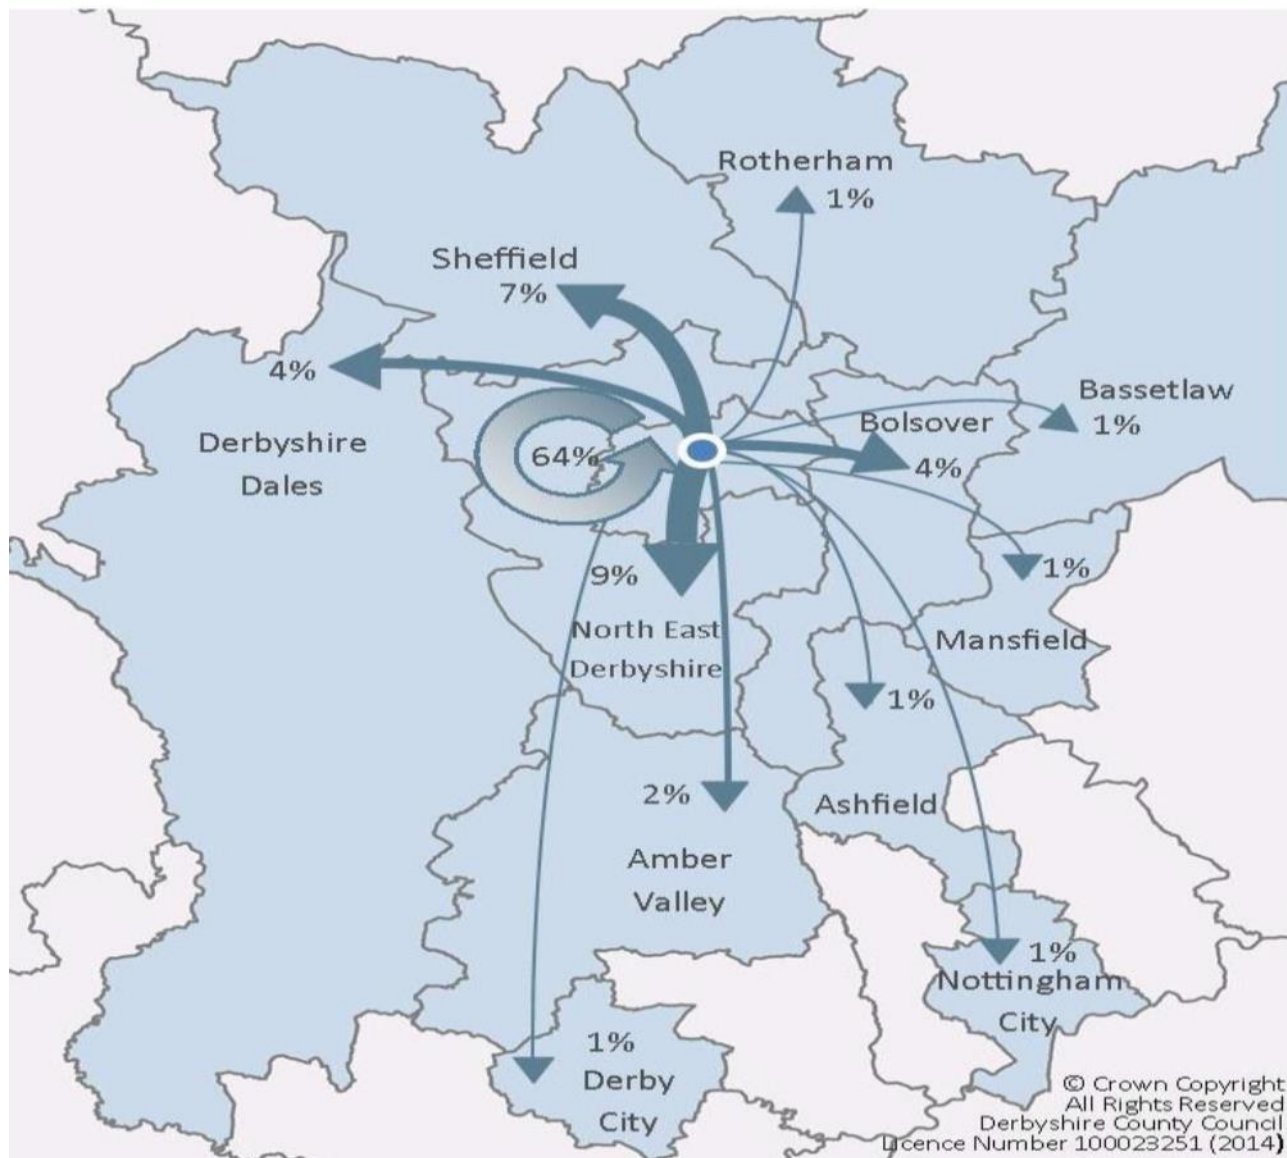 Rotherham
1%
Sheffield
7%
4%
Derbyshire
Dales
64%
Bassetlaw
1%
Bolsover
4%
9%
North East
Derbyshire
1%
Mansfield
1%
2%
Ashfield
Amber
Valley
1%
Nottingham
City
1%
Derby
City
© Crown Copyright
All Rights Reserved
Derbyshire County Council
Licence Number 100023251 (2014)